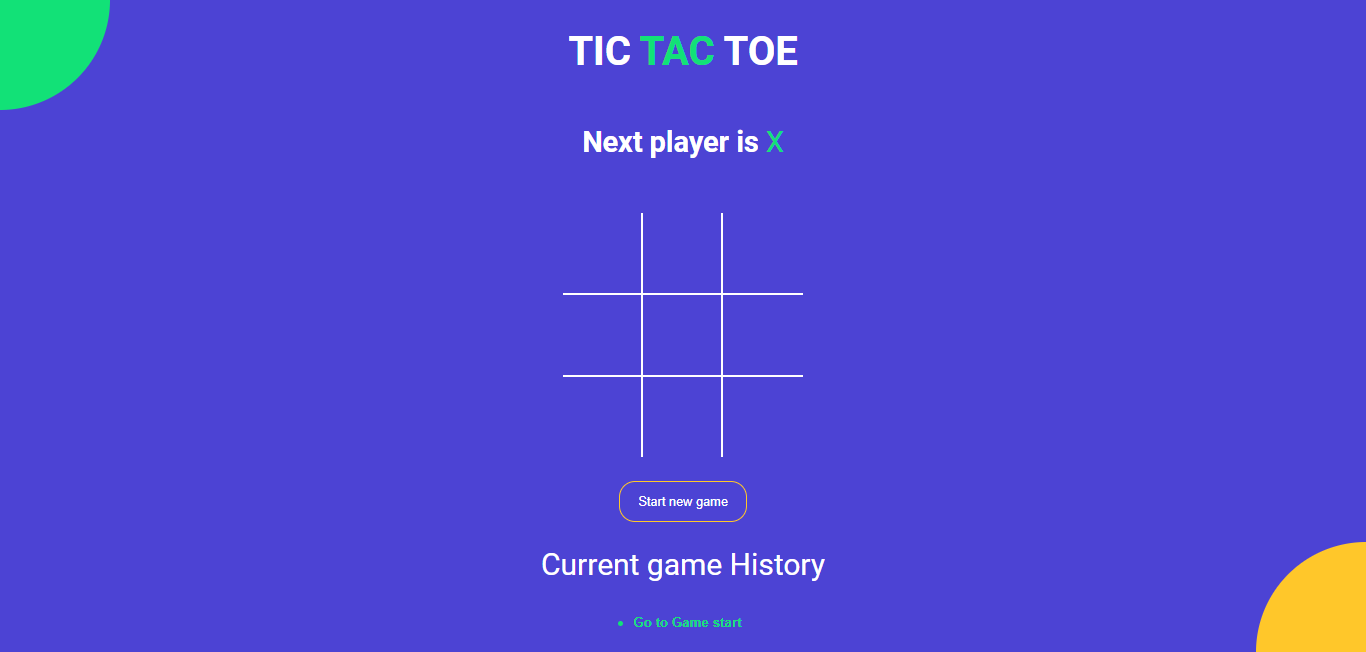 TIC TAC TOE
Next player is X
Start new game
Current game History
Go to Game start